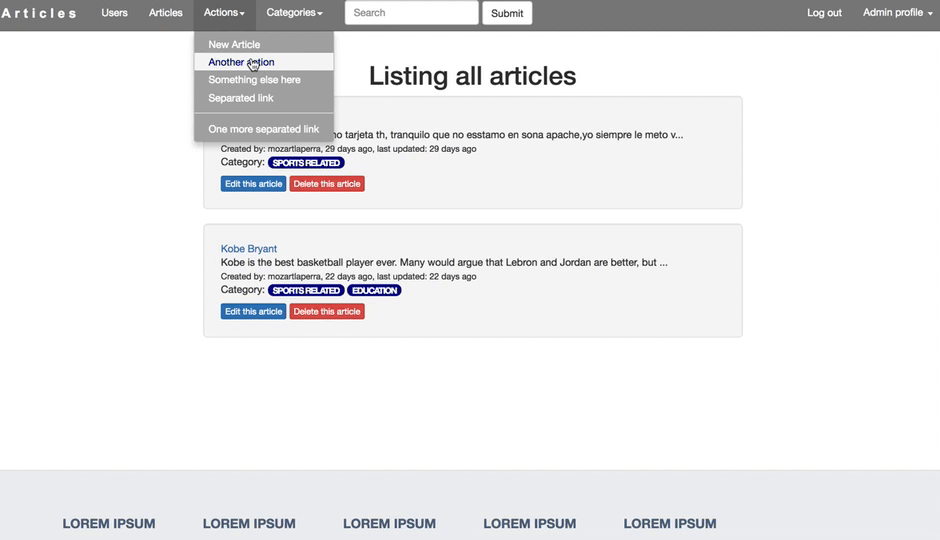 Articles Users Articles Actions Categories Search Submit Log out Admin profile
New Article
Another action
Something else here
Separated link
One more separated link
Listing all articles
no tarjeta th, tranquilo que no esstamo en sona apache,yo siempre le meto v...
Created by: mozartlaperra, 29 days ago, last updated: 29 days ago
Category: SPORTS RELATED
Edit this article Delete this article
Kobe Bryant
Kobe is the best basketball player ever. Many would argue that Lebron and Jordan are better, but ...
Created by: mozartlaperra, 22 days ago, last updated: 22 days ago
Category: SPORTS RELATED EDUCATION
Edit this article Delete this article
LOREM IPSUM LOREM IPSUM LOREM IPSUM LOREM IPSUM LOREM IPSUM